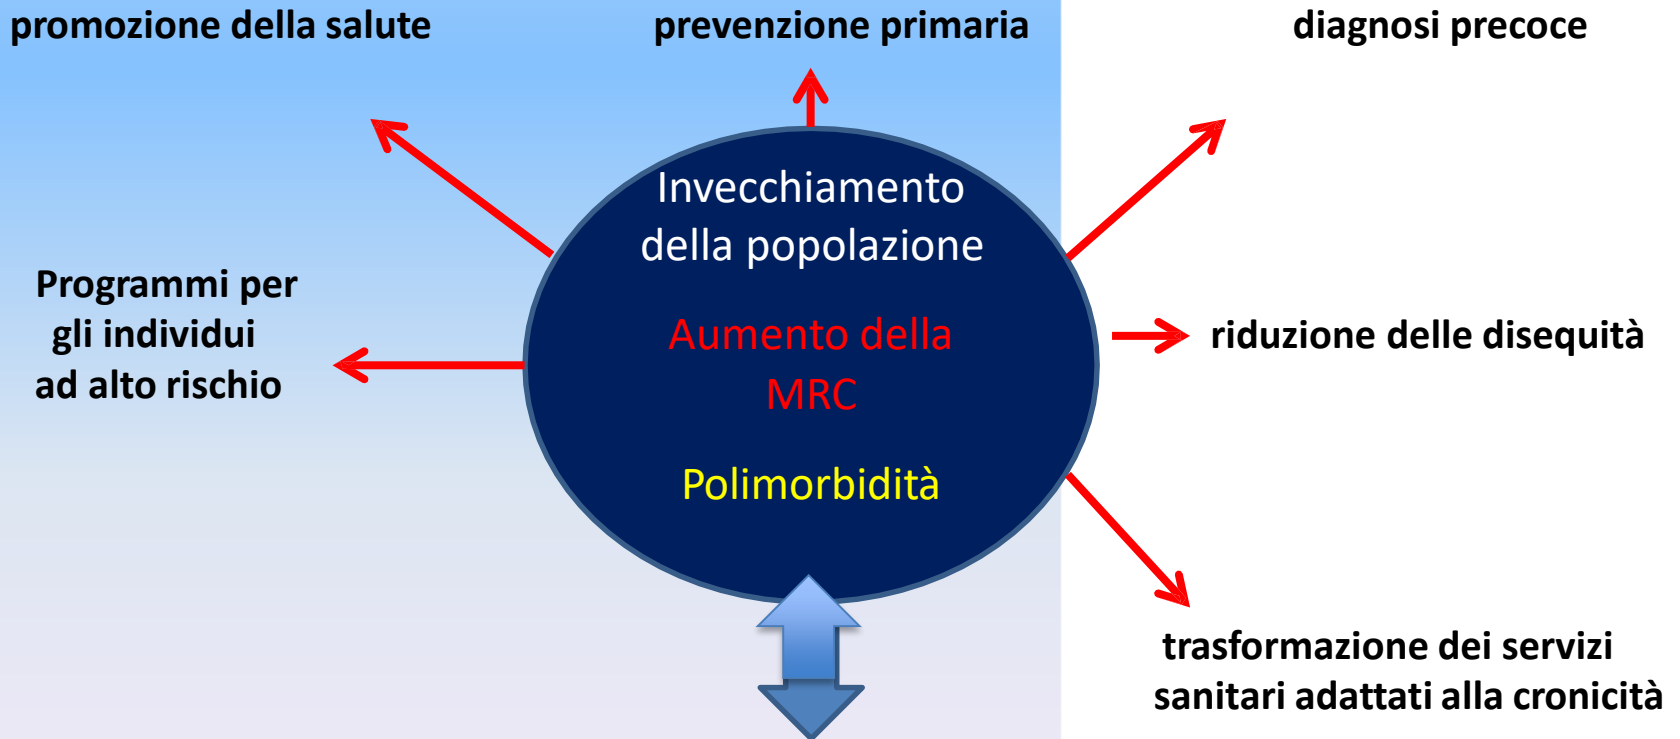 promozione della salute
prevenzione primaria
diagnosi precoce
Invecchiamento
della popolazione
Programmi per
gli individui
ad alto rischio
Aumento della
MRC
riduzione delle disequità
Polimorbidità
trasformazione dei servizi
sanitari adattati alla cronicità